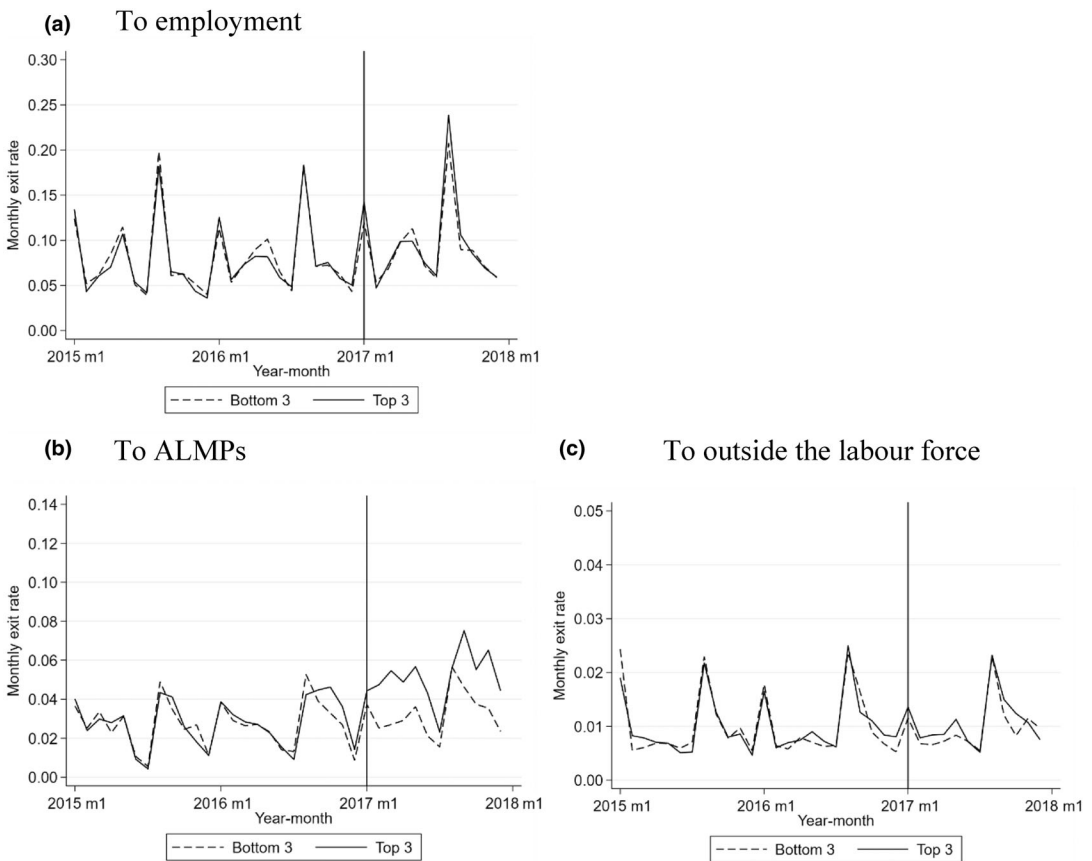 (a) To employment
0.30
0.25
0.20
0.15
0.10
0.05
0.00
Monthly exit rate
2015 m1 2016 m1 2017 m1 2018 m1
Year-month
Bottom 3 Top 3
(b) To ALMPs
0.14
0.12
0.10
0.08
0.06
0.04
0.02
0.00
Monthly exit rate
2015 m1 2016 m1 2017 m1 2018 m1
Year-month
Bottom 3 Top 3
(c) To outside the labour force
0.05
0.04
0.03
0.02
0.01
0.00
Monthly exit rate
2015 m1 2016 m1 2017 m1 2018 m1
Year-month
Bottom 3 Top 3